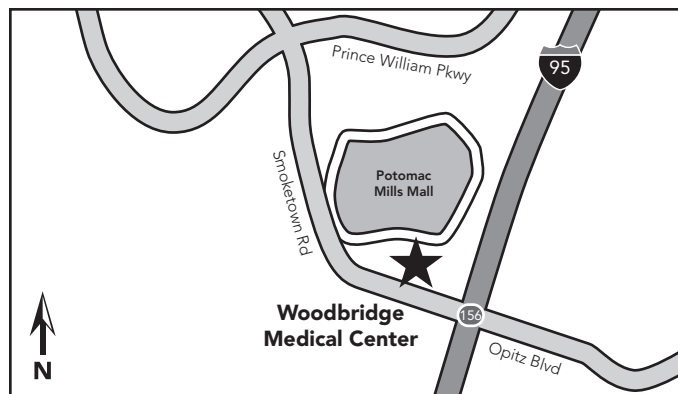 Prince William Pkwy
95
Smoketown Rd
Potomac
Mills Mall
Woodbridge
Medical Center
156
Opitz Blvd
N